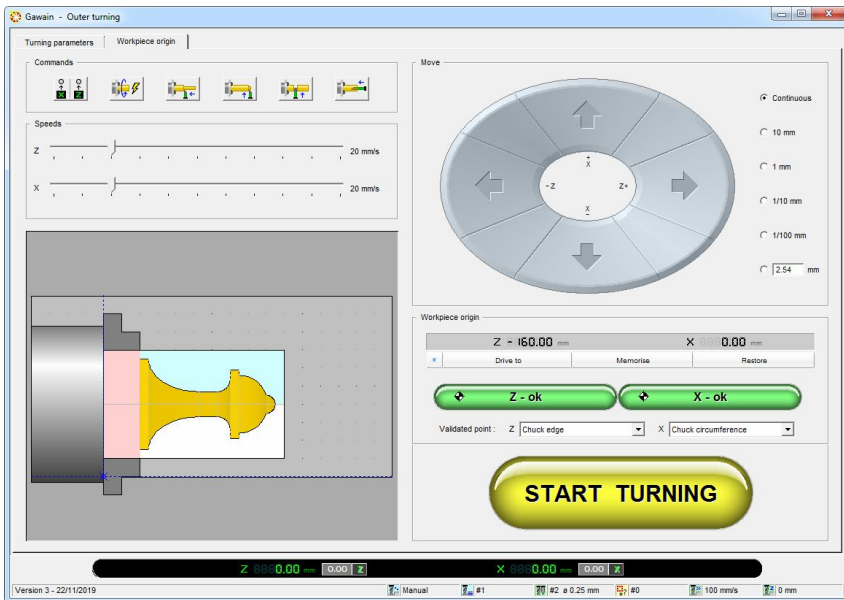 Gawain - Outer turning
Turning parameters Workpiece origin
Commands
X Z
Speeds
Z 20 mm/s
X 20 mm/s
Move
+
X
- Z Z+
X
-
Continuous
10 mm
1 mm
1/10 mm
1/100 mm
2.54 mm
Workpiece origin
Z - 160.00 mm X 0.00 mm
* Drive to Memorise Restore
Z - ok X - ok
Validated point : Z Chuck edge X Chuck circumference
START TURNING
Z 0.00 mm 0.00 Z X 0.00 mm 0.00 X
Version 3 - 22/11/2019 Manual #1 #2 ø 0.25 mm #0 100 mm/s 0 mm